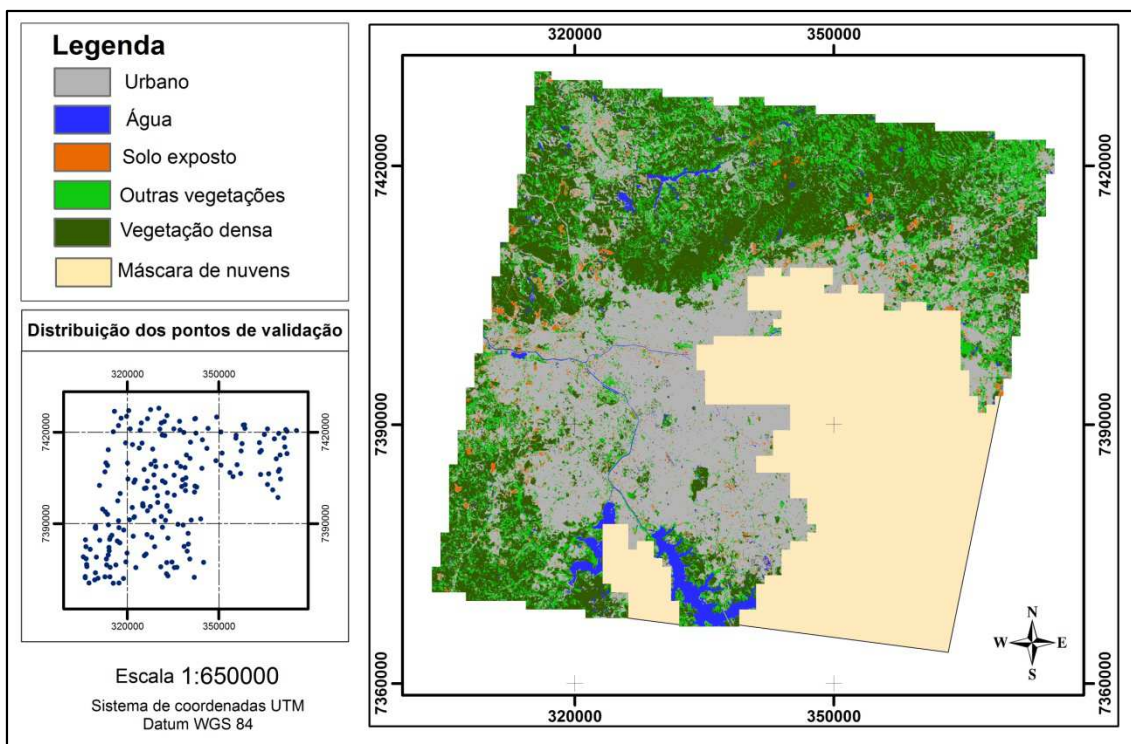 Legenda
Urbano
Água
Solo exposto
Outras vegetações
Vegetação densa
Máscara de nuvens
Distribuição dos pontos de validação
320000 350000
7420000 7420000
7390000 7390000
320000 350000
Escala 1:650000
Sistema de coordenadas UTM
Datum WGS 84
320000 350000
7420000 7420000
7390000 7390000
7360000 7360000
320000 350000
N
W E
S